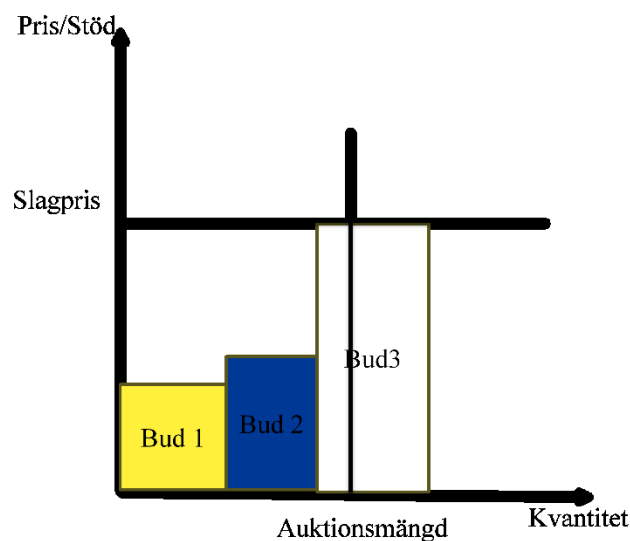 Pris/Stöd
Slagpris
Bud3
Bud 1
Bud 2
Kvantitet
Auktionsmängd